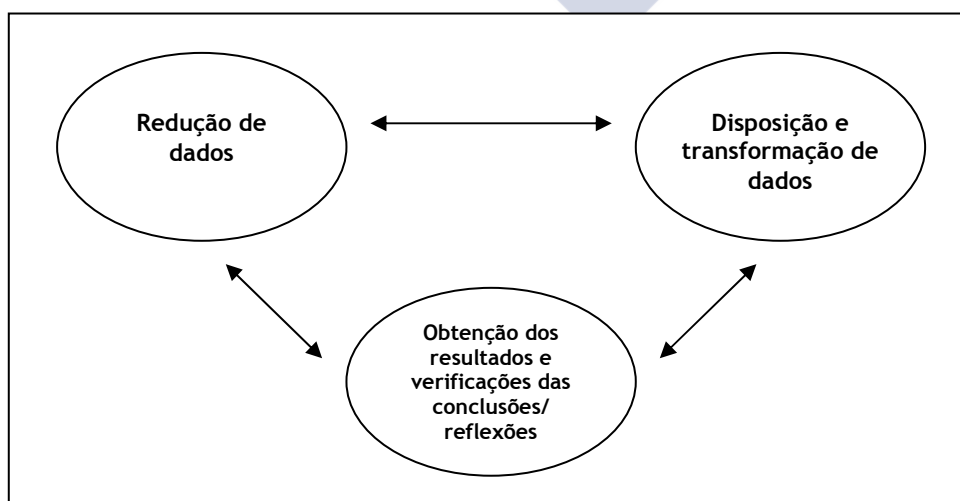 Redução de
dados
Disposição e
transformação de
dados
Obtenção dos
resultados e
verificações das
conclusões/
reflexões